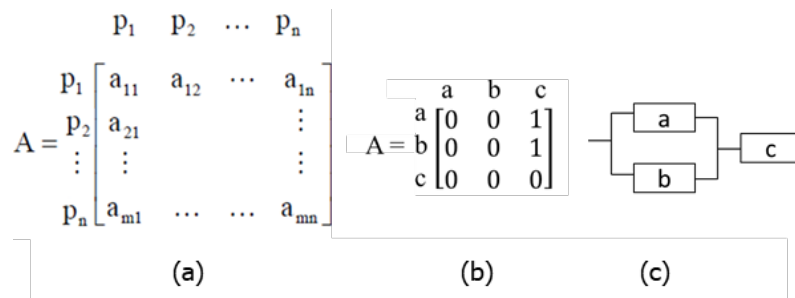 p₁ p₂ ⋯ pₙ
p₁ a₁₁ a₁₂ ⋯ a₁ₙ
p₂ a₂₁ ⋮
A =
⋮ ⋮ ⋮
pₙ aₘ₁ ⋯ ⋯ aₘₙ
(a)
a b c
a 0 0 1
A = b 0 0 1
c 0 0 0
(b)
a
b
c
(c)